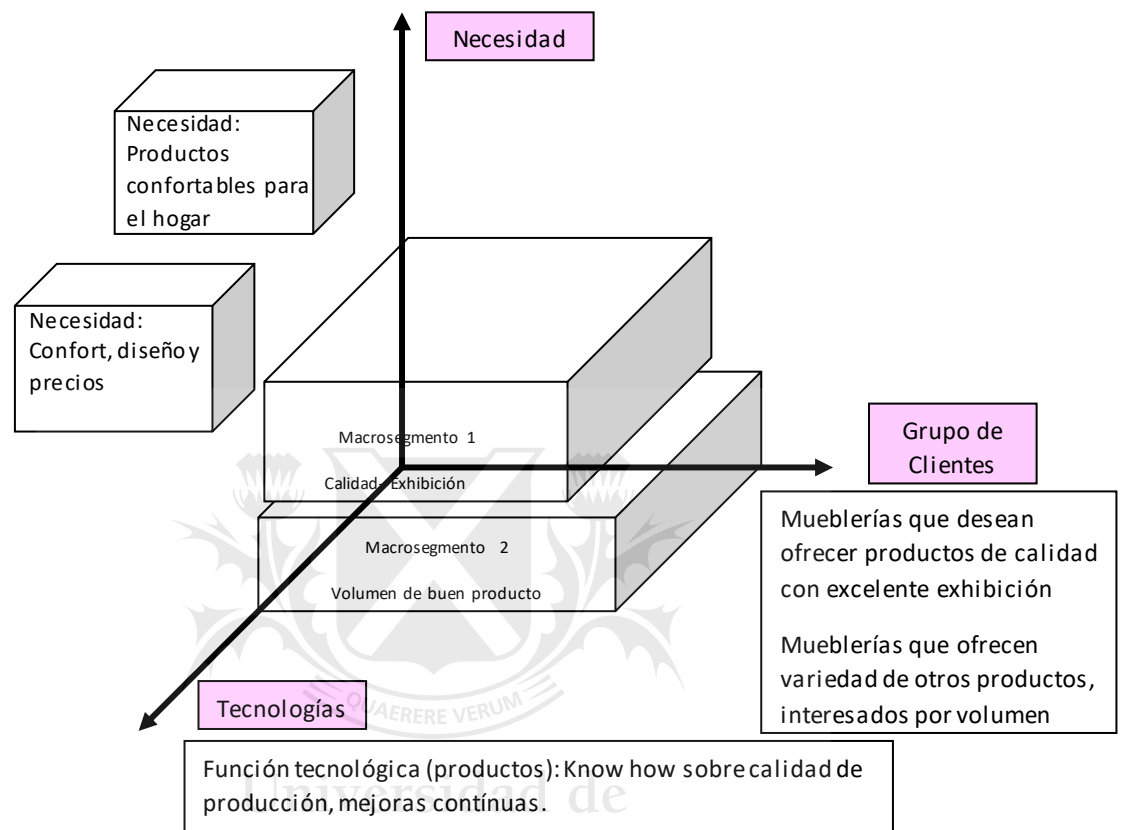 Necesidad
Necesidad:
Productos
confortables para
el hogar
Necesidad:
Confort, diseño y
precios
Macrosegmento 1
Calidad- Exhibición
Macrosegmento 2
Volumen de buen producto
Grupo de
Clientes
Mueblerías que desean
ofrecer productos de calidad
con excelente exhibición
Mueblerías que ofrecen
variedad de otros productos,
interesados por volumen
Tecnologías
QUAERERE VERUM
Función tecnológica (productos): Know how sobre calidad de
producción, mejoras contínuas.
Universidad de